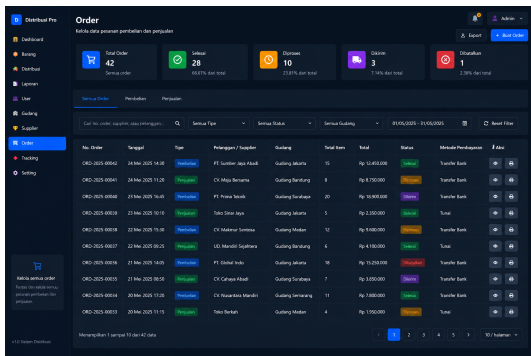 D Distribusi Pro
Dashboard
Barang
Distribusi
Laporan
User
Gudang
Supplier
Order
Tracking
Setting
Kelola semua order
pesanan pembelian dan
penjualan
v1.0 Sistem Distribusi
Order
Kelola data pesanan pembelian dan penjualan
Admin
Export
+ Buat Order
Total Order
42
Semua order
Selesai
28
66.67% dari total
Diproses
10
23.81% dari total
Dikirim
3
7.14% dari total
Dibatalkan
1
2.38% dari total
Semua Order Pembelian Penjualan
Cari no. order, supplier, atau pelanggan...
Semua Tipe
Semua Status
Semua Gudang
01/05/2025 - 31/05/2025
Reset Filter
No. Order Tanggal Tipe Pelanggan / Supplier Gudang Total Item Total Status Metode Pembayaran Aksi
ORD-2025-00042 24 Mei 2025 14:30 Pembelian PT. Sumber Jaya Abadi Gudang Jakarta 15 Rp 12.450.000 Selesai Transfer Bank
ORD-2025-00041 24 Mei 2025 11:20 Penjualan CV. Maju Bersama Gudang Bandung 8 Rp 8.750.000 Diproses Transfer Bank
ORD-2025-00040 23 Mei 2025 16:45 Pembelian PT. Prima Teknik Gudang Surabaya 20 Rp 18.900.000 Dikirim Transfer Bank
ORD-2025-00039 23 Mei 2025 10:10 Penjualan Toko Sinar Jaya Gudang Jakarta 5 Rp 2.350.000 Selesai Tunai
ORD-2025-00038 22 Mei 2025 15:30 Pembelian CV. Makmur Sentosa Gudang Medan 12 Rp 9.600.000 Diproses Transfer Bank
ORD-2025-00037 22 Mei 2025 09:25 Penjualan UD. Mandiri Sejahtera Gudang Bandung 6 Rp 4.100.000 Selesai Tunai
ORD-2025-00036 21 Mei 2025 14:05 Pembelian PT. Global Indo Gudang Jakarta 18 Rp 15.250.000 Dibatalkan Transfer Bank
ORD-2025-00035 21 Mei 2025 08:50 Penjualan CV. Cahaya Abadi Gudang Surabaya 7 Rp 3.850.000 Dikirim Transfer Bank
ORD-2025-00034 20 Mei 2025 17:20 Pembelian CV. Nusantara Mandiri Gudang Semarang 11 Rp 7.800.000 Selesai Transfer Bank
ORD-2025-00033 20 Mei 2025 11:15 Penjualan Toko Berkah Gudang Medan 4 Rp 1.950.000 Diproses Tunai
Menampilkan 1 sampai 10 dari 42 data
1 2 3 4 5
10 / halaman